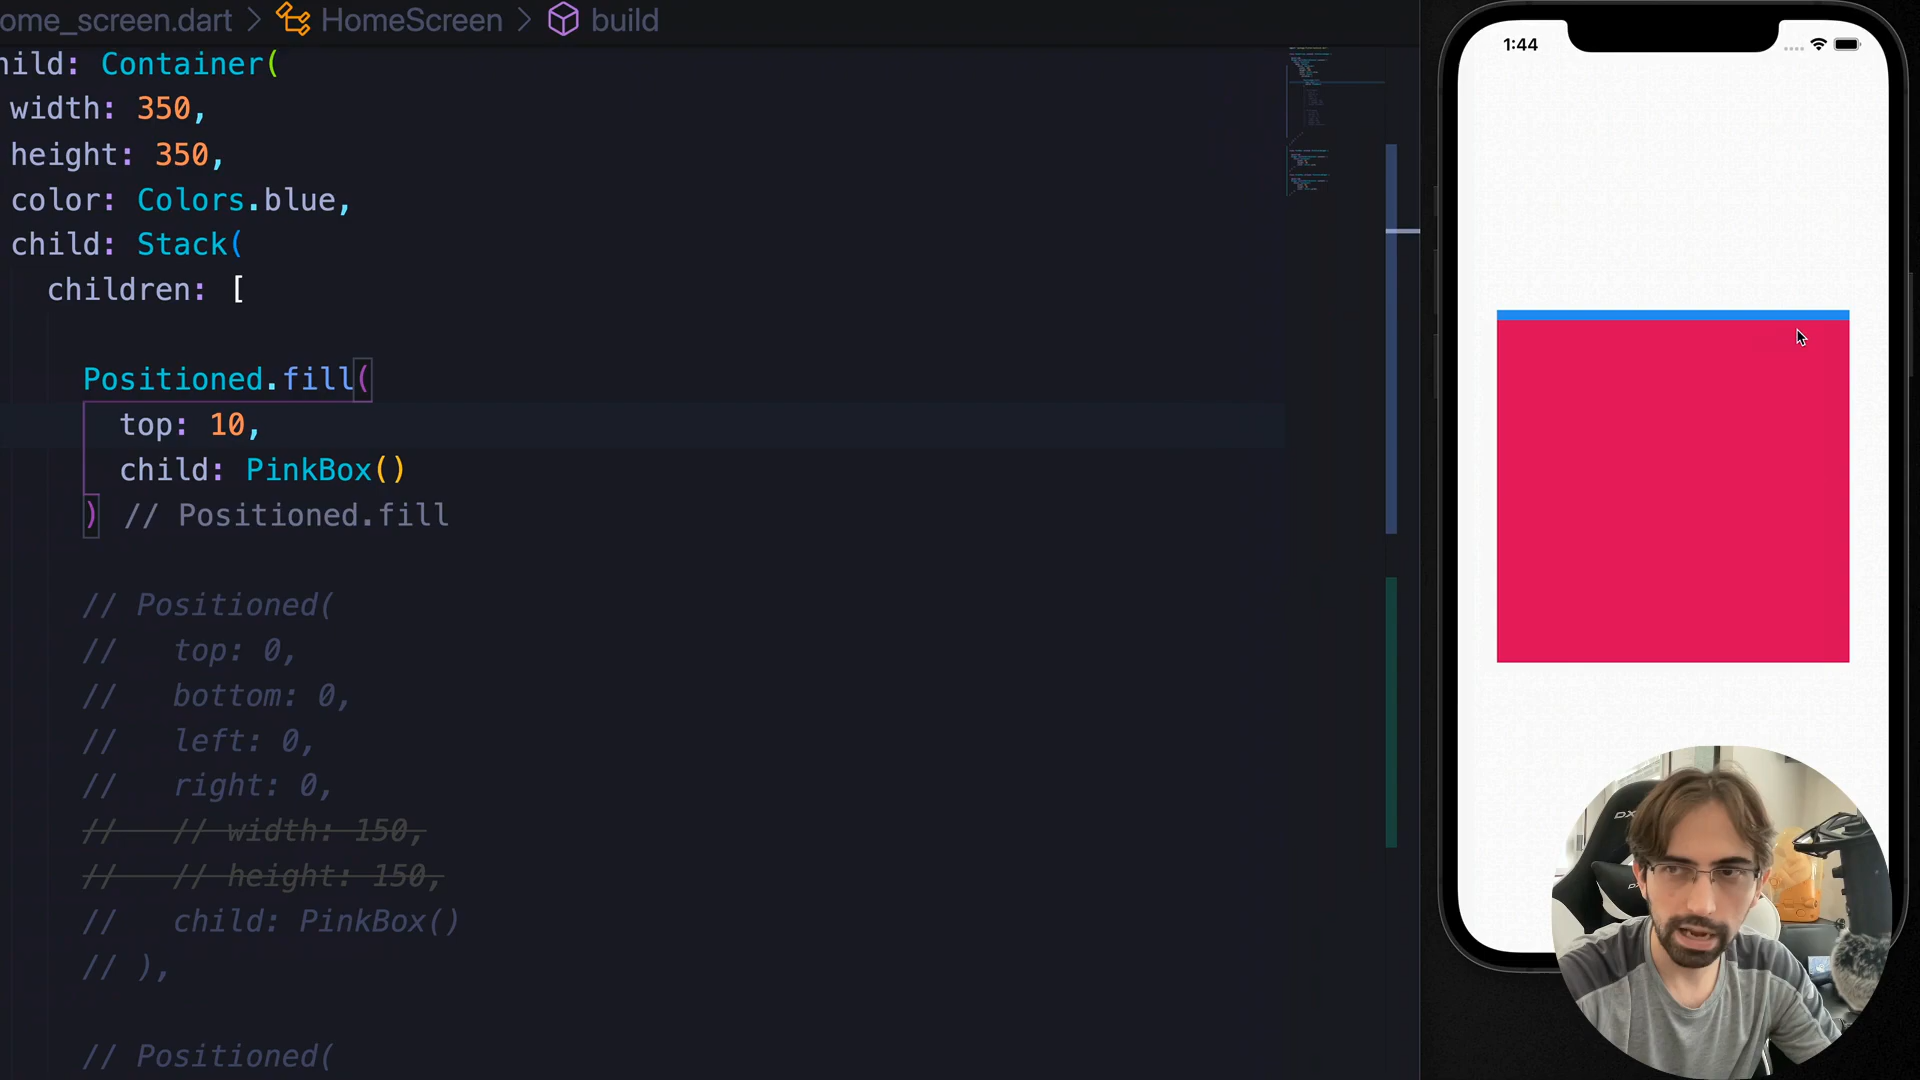 ome_screen.dart > HomeScreen > build
hild: Container(
width: 350,
height: 350,
color: Colors.blue,
child: Stack(
children: [
Positioned.fill(
top: 10,
child: PinkBox()
) // Positioned.fill
// Positioned(
//   top: 0,
//   bottom: 0,
//   left: 0,
//   right: 0,
//   // width: 150,
//   // height: 150,
//   child: PinkBox()
// ),
// Positioned(
1:44